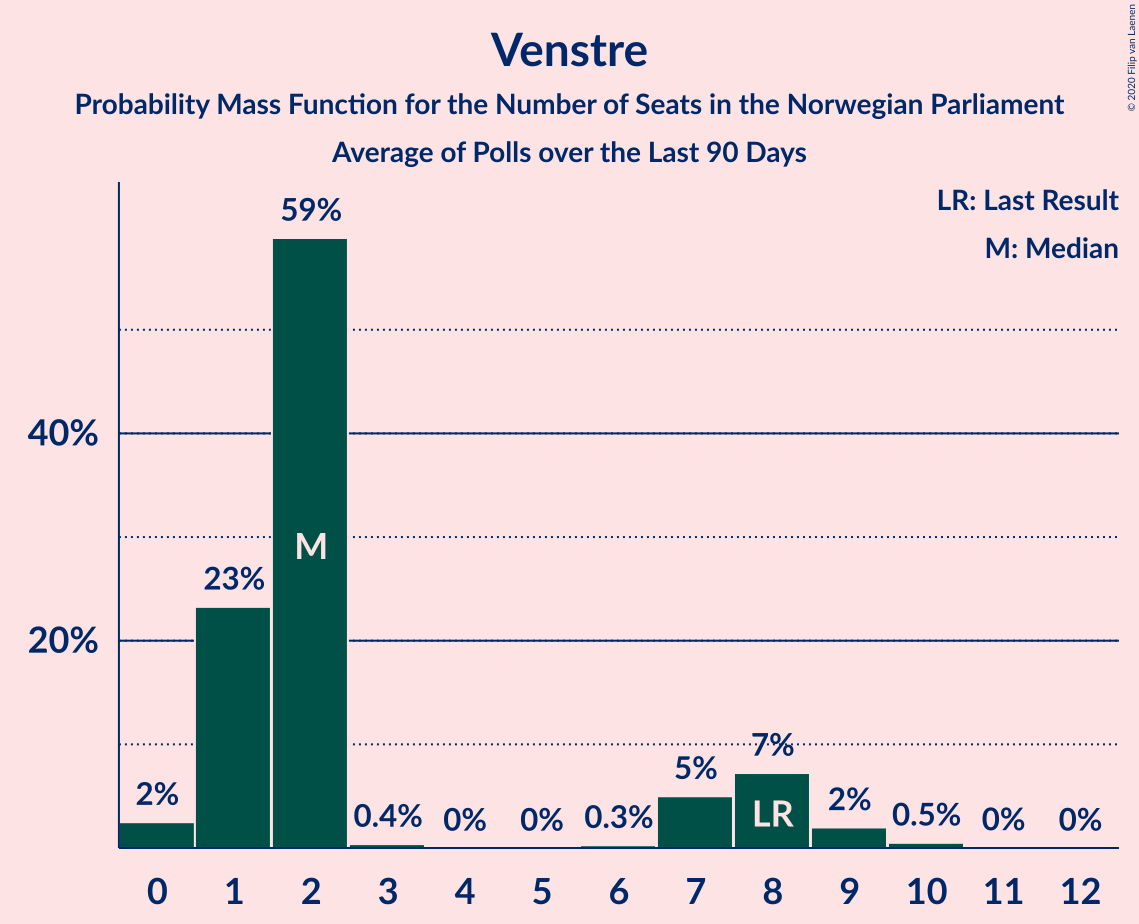 © 2020 Filip van Laenen
Venstre
Probability Mass Function for the Number of Seats in the Norwegian Parliament
Average of Polls over the Last 90 Days
LR: Last Result
M: Median
59%
40%
M
23%
20%
7%
5%
2%
2%
0.4%
0%
0%
0.3%
LR
0.5%
0%
0%
0 1 2 3 4 5 6 7 8 9 10 11 12